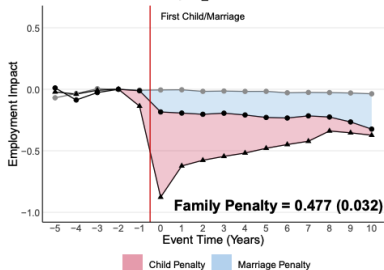 First Child/Marriage
Employment Impact
0.5
0.0
−0.5
−1.0
Family Penalty = 0.477 (0.032)
−5 −4 −3 −2 −1 0 1 2 3 4 5 6 7 8 9 10
Event Time (Years)
Child Penalty Marriage Penalty